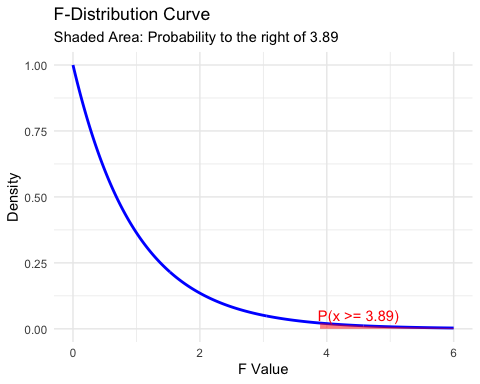 F-Distribution Curve
Shaded Area: Probability to the right of 3.89
1.00
0.75
0.50
0.25
0.00
Density
P(x >= 3.89)
0 2 4 6
F Value